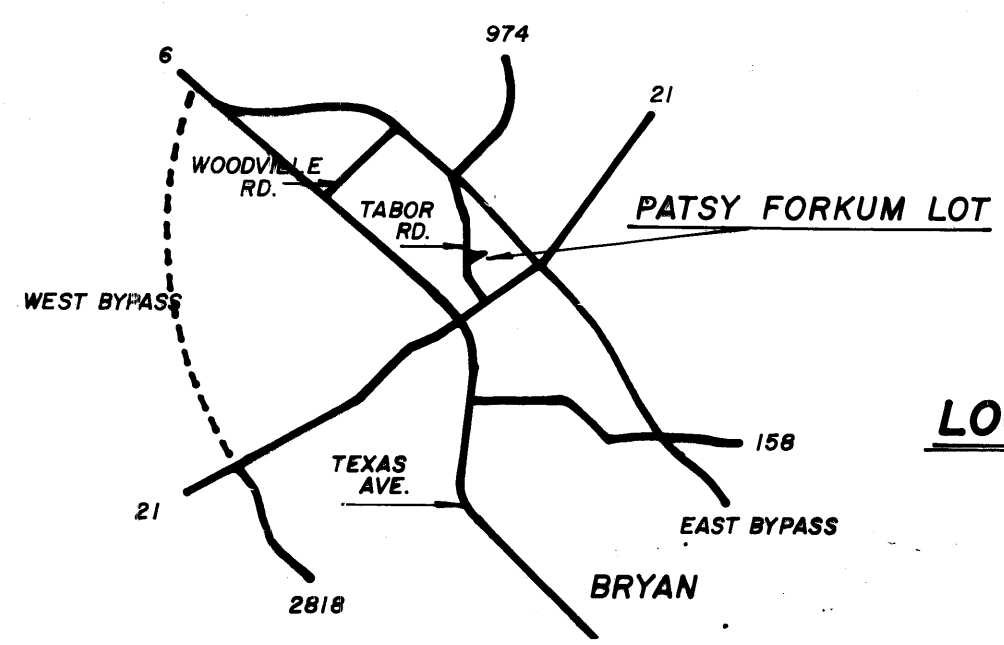 974
6
21
WOODVILLE
RD.
TABOR
RD.
PATSY FORKUM LOT
WEST BYPASS
LO
158
TEXAS
AVE.
21
EAST BYPASS
BRYAN
2818